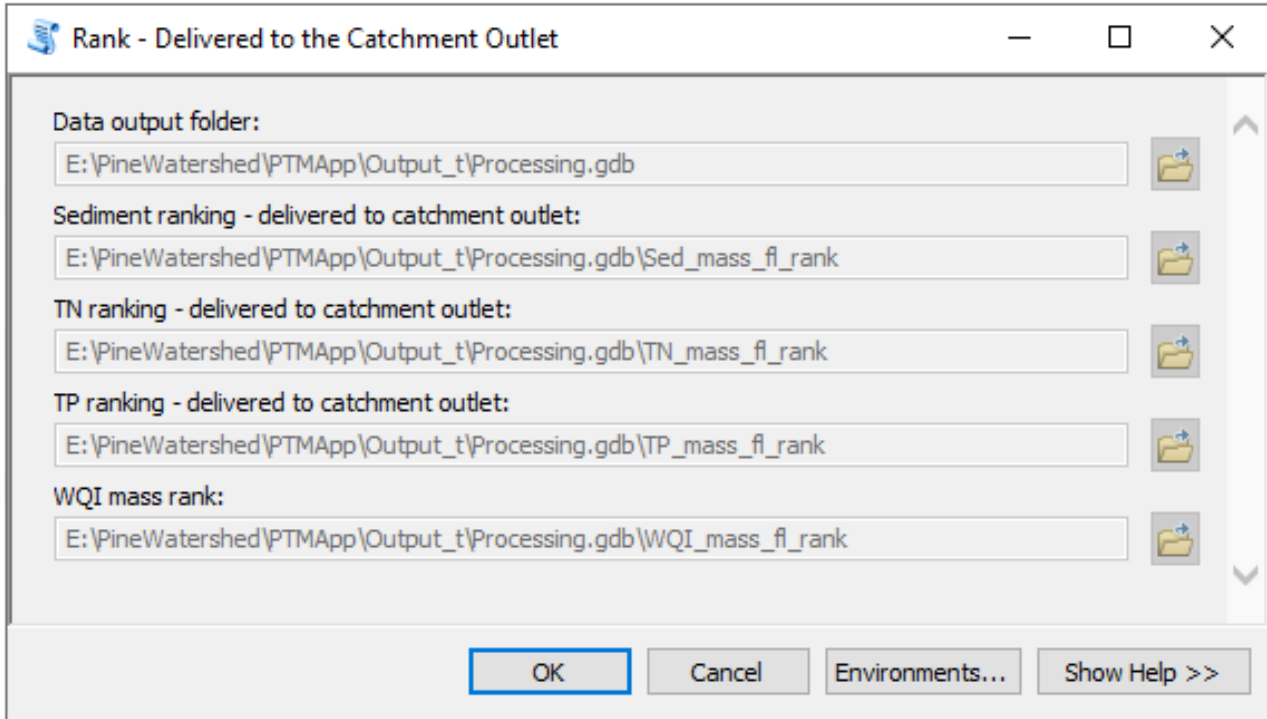 Rank - Delivered to the Catchment Outlet
Data output folder:
E:\PineWatershed\PTMApp\Output_t\Processing.gdb
Sediment ranking - delivered to catchment outlet:
E:\PineWatershed\PTMApp\Output_t\Processing.gdb\Sed_mass_fl_rank
TN ranking - delivered to catchment outlet:
E:\PineWatershed\PTMApp\Output_t\Processing.gdb\TN_mass_fl_rank
TP ranking - delivered to catchment outlet:
E:\PineWatershed\PTMApp\Output_t\Processing.gdb\TP_mass_fl_rank
WQI mass rank:
E:\PineWatershed\PTMApp\Output_t\Processing.gdb\WQI_mass_fl_rank
OK Cancel Environments... Show Help >>